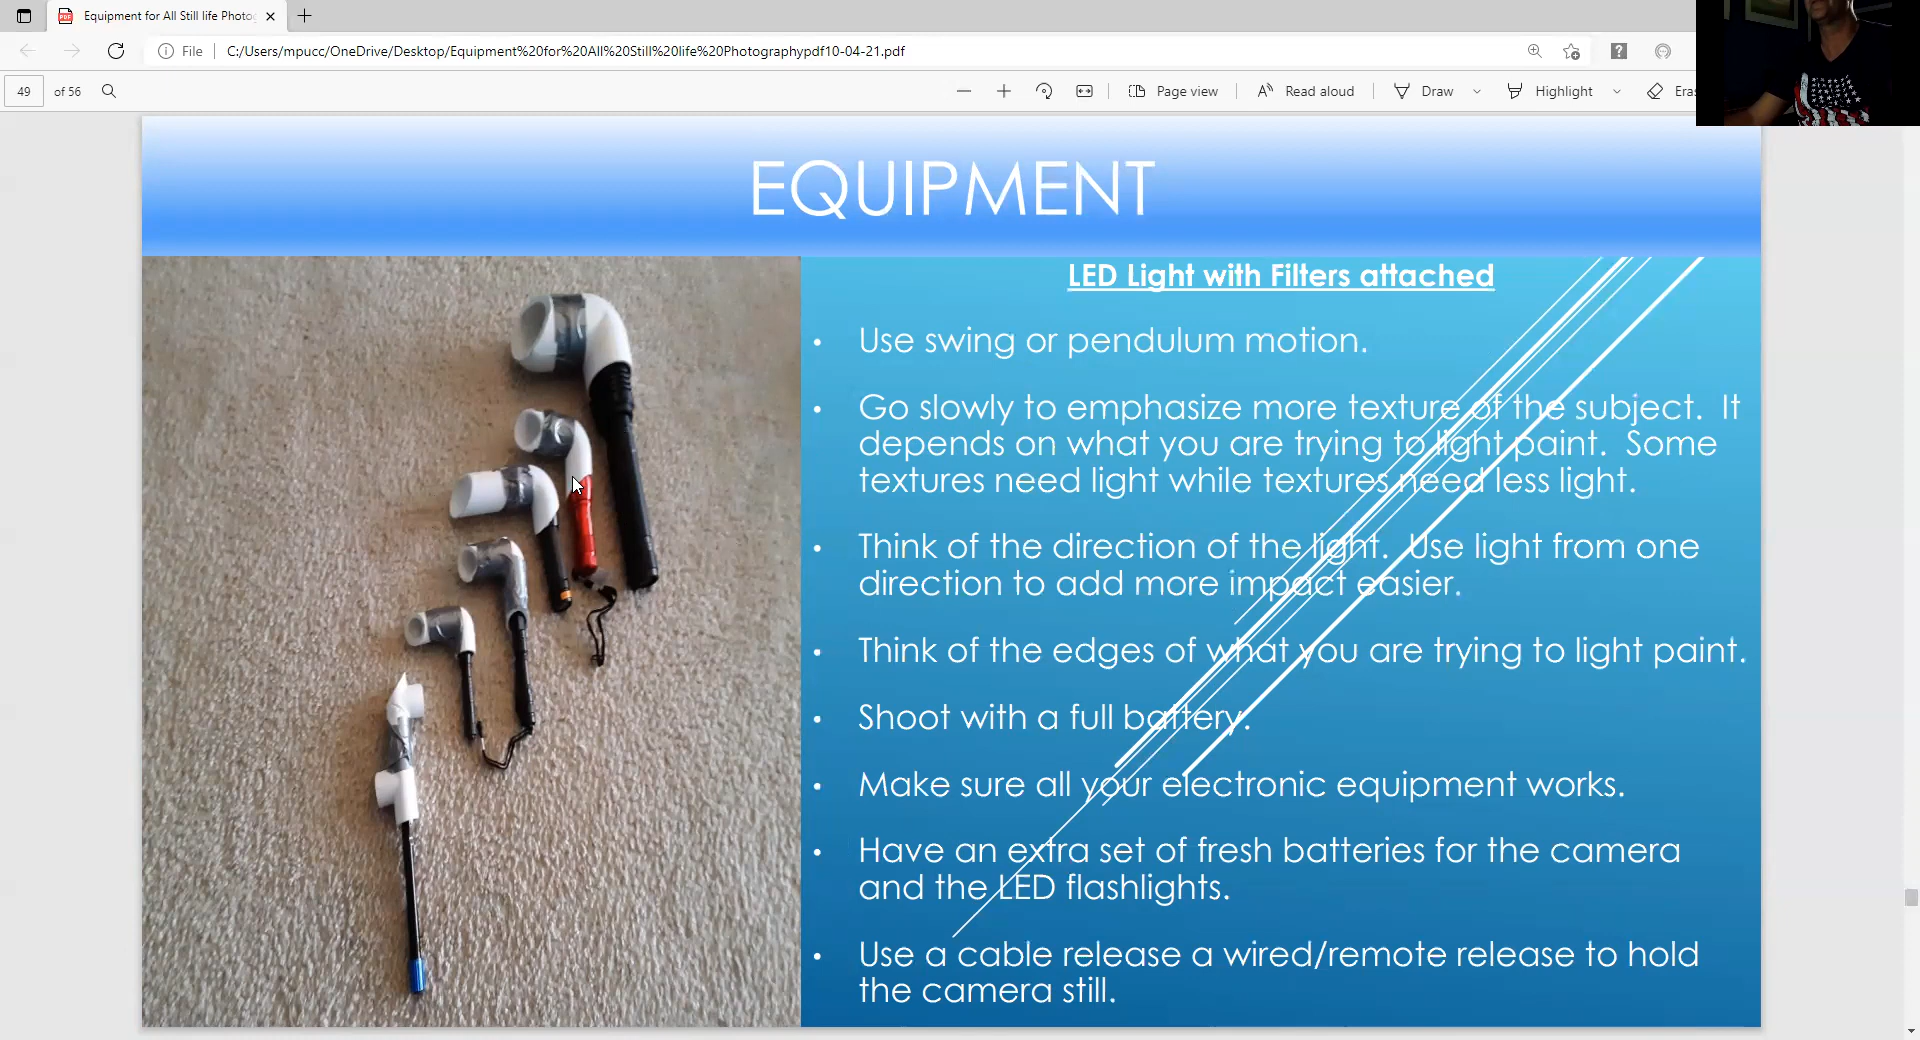 Equipment for All Still life Photog
File
C:/Users/mpucc/OneDrive/Desktop/Equipment%20for%20All%20Still%20life%20Photographypdf10-04-21.pdf
49 of 56
Page view
Read aloud
Draw
Highlight
Eras
EQUIPMENT
LED Light with Filters attached
• Use swing or pendulum motion.
• Go slowly to emphasize more texture of the subject. It
depends on what you are trying to light paint. Some
textures need light while textures need less light.
• Think of the direction of the light. Use light from one
direction to add more impact easier.
• Think of the edges of what you are trying to light paint.
• Shoot with a full battery.
• Make sure all your electronic equipment works.
• Have an extra set of fresh batteries for the camera
and the LED flashlights.
• Use a cable release a wired/remote release to hold
the camera still.